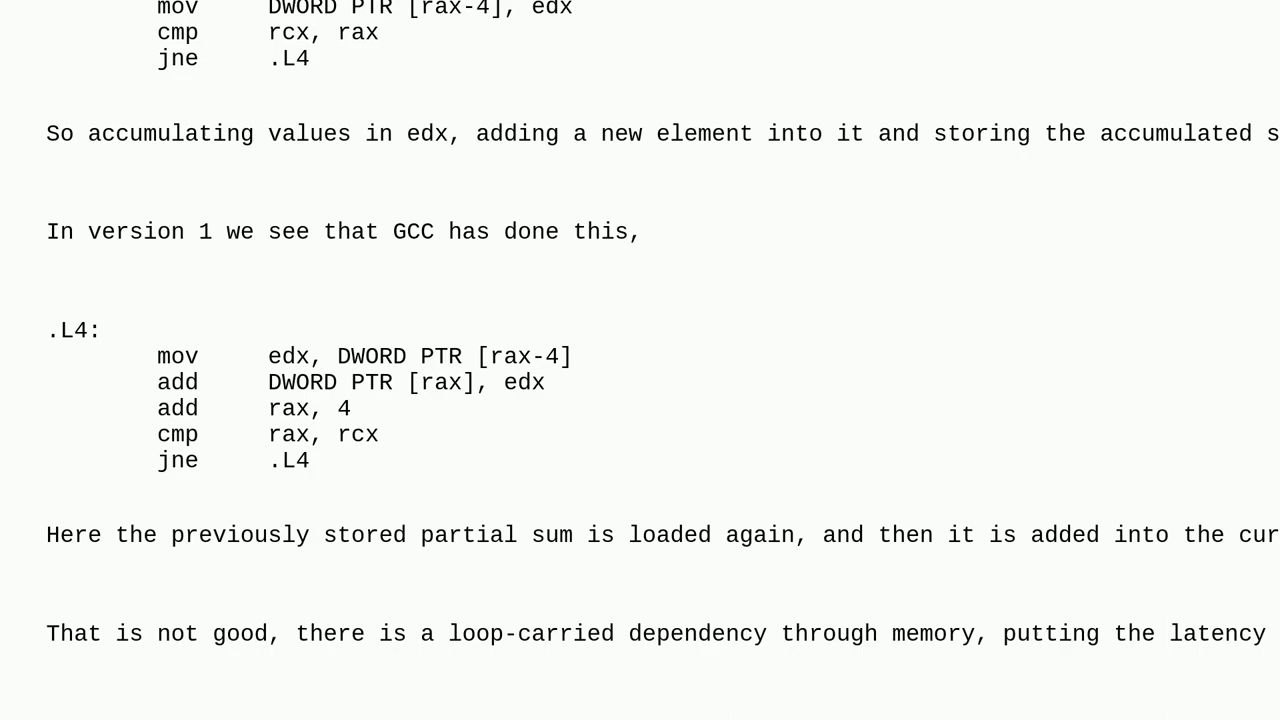 mov DWORD PTR [rax-4], edx
cmp rcx, rax
jne .L4
So accumulating values in edx, adding a new element into it and storing the accumulated s
In version 1 we see that GCC has done this,
.L4:
mov edx, DWORD PTR [rax-4]
add DWORD PTR [rax], edx
add rax, 4
cmp rax, rcx
jne .L4
Here the previously stored partial sum is loaded again, and then it is added into the cur
That is not good, there is a loop-carried dependency through memory, putting the latency